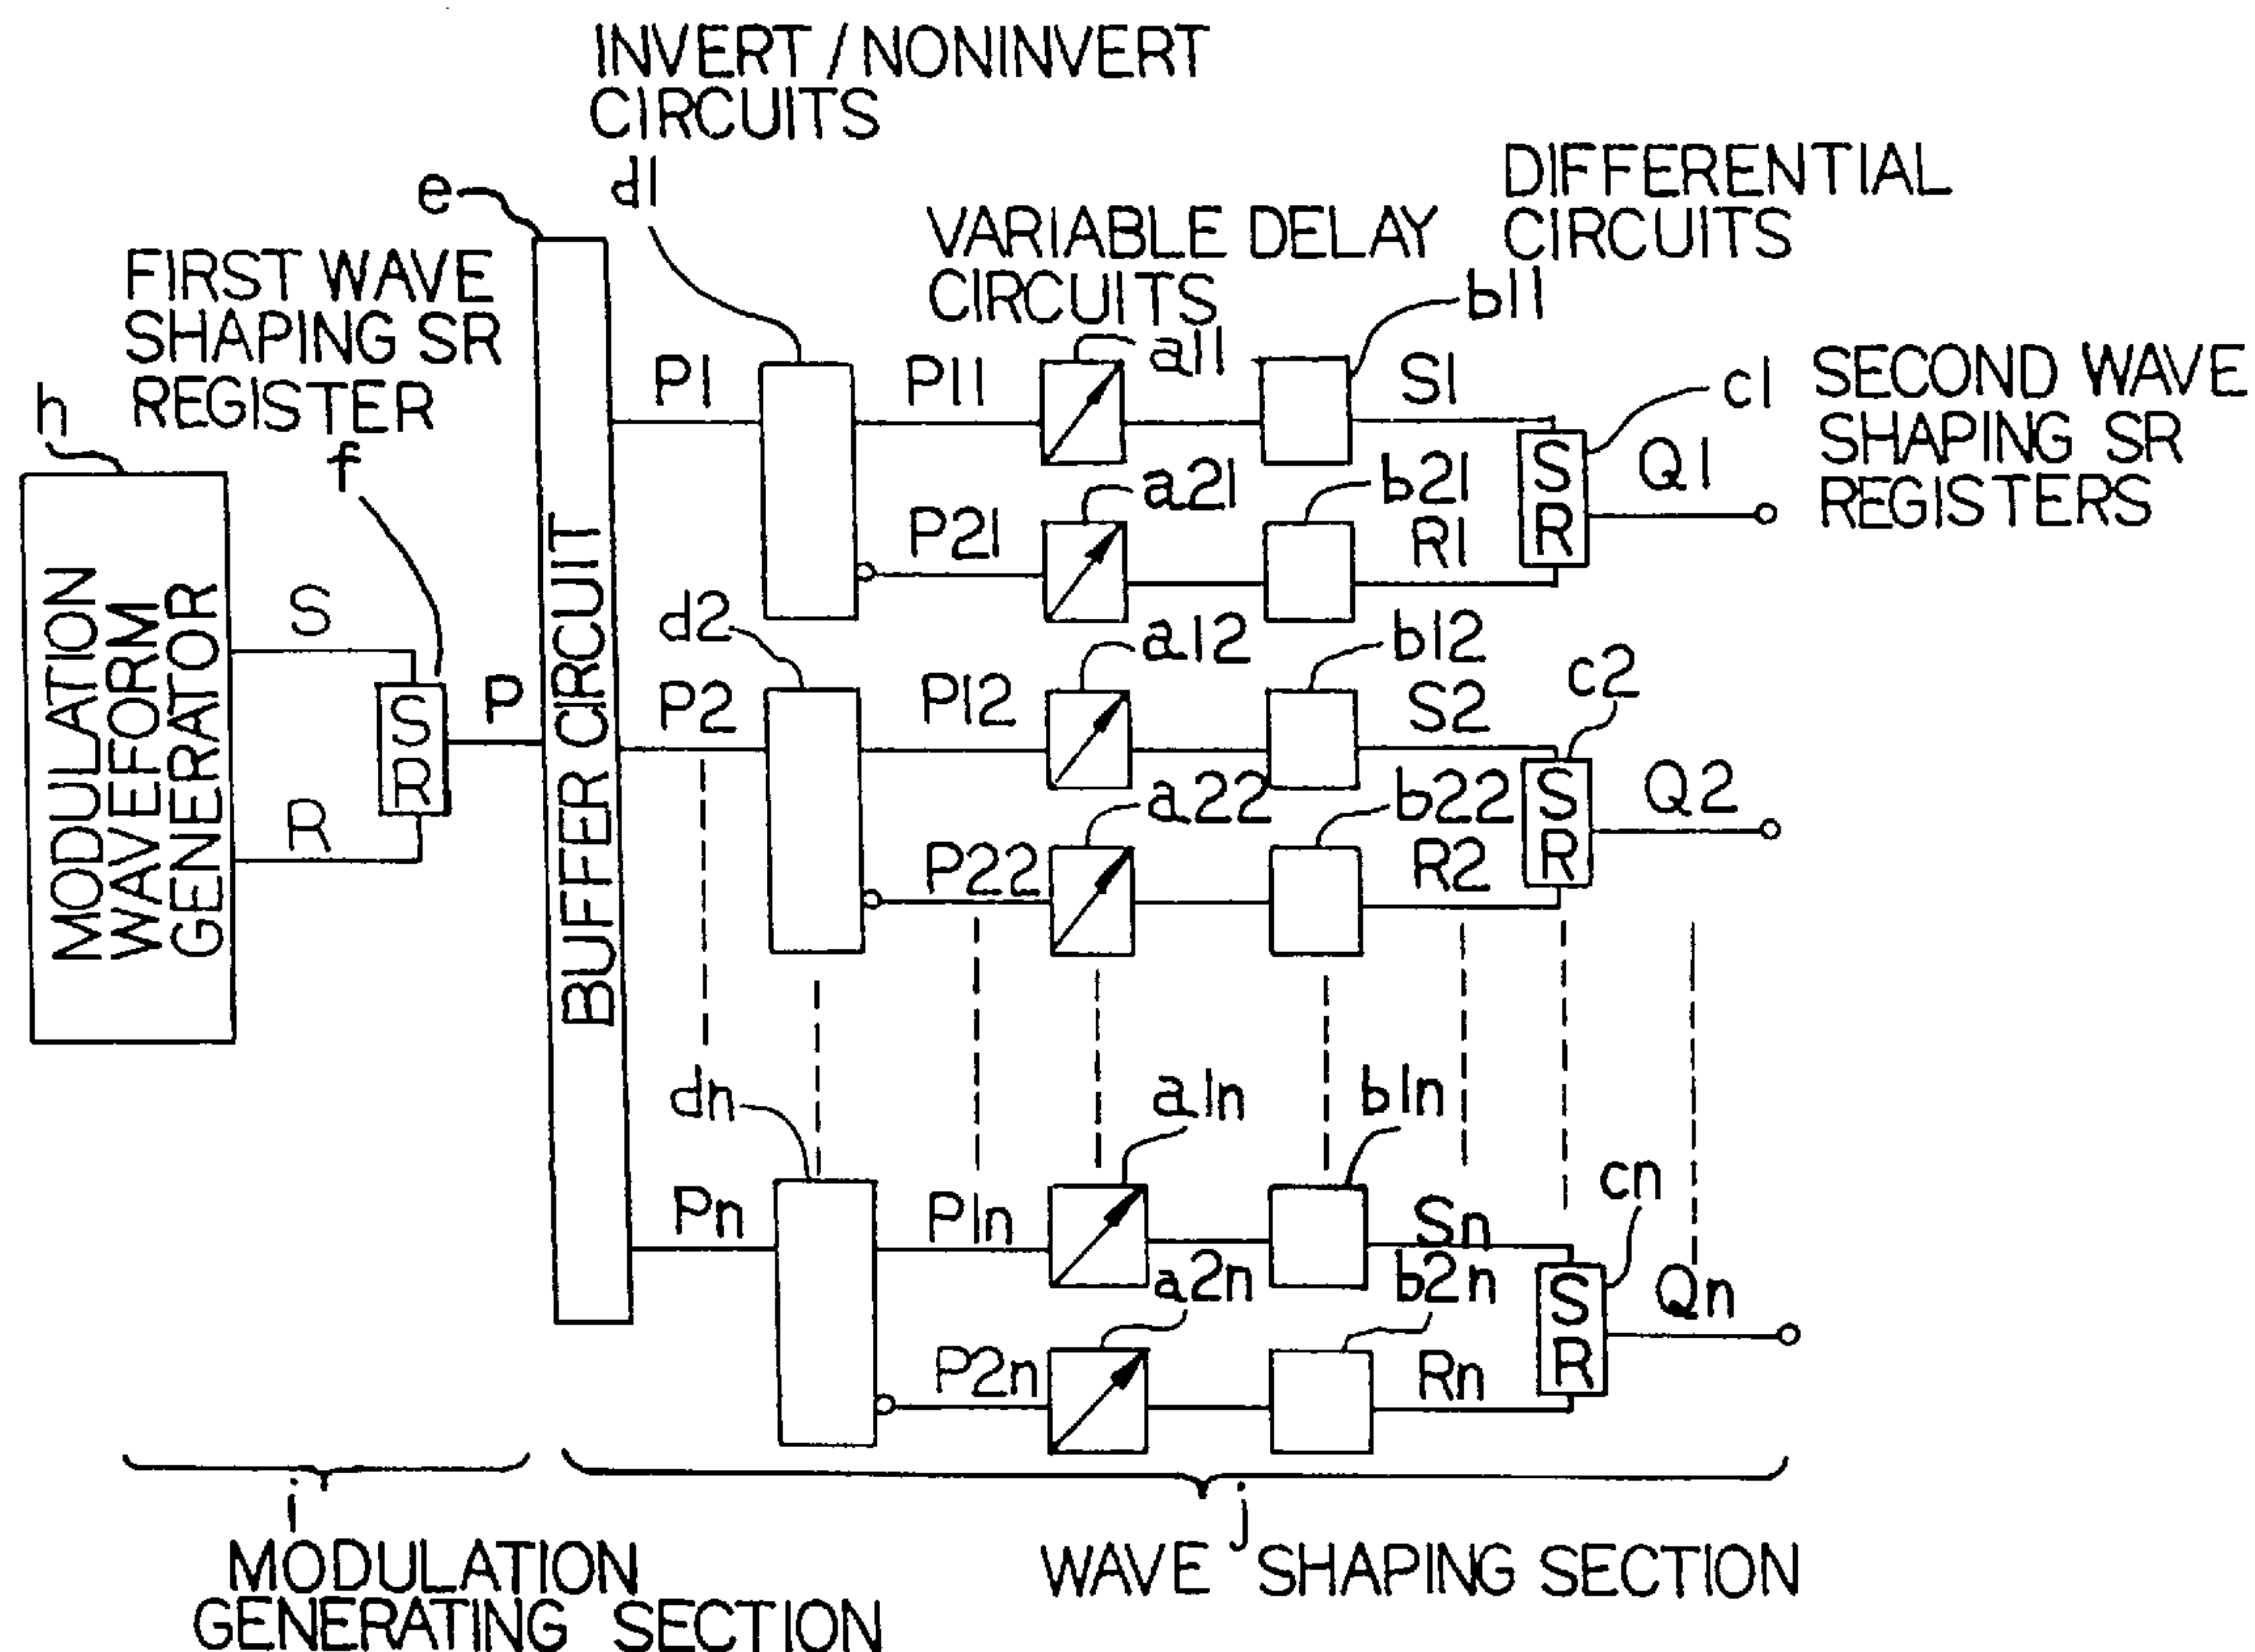 INVERT / NONINVERT
CIRCUITS
d1
e
DIFFERENTIAL
CIRCUITS
VARIABLE DELAY
CIRCUITS
b11
FIRST WAVE
SHAPING SR
REGISTER
f
h
a11
P1
P11
S1
c1
SECOND WAVE
SHAPING SR
REGISTERS
S
R
Q1
a21
b21
P21
R1
MODULATION
WAVEFORM
GENERATOR
S
R
S
R
P
BUFFER CIRCUIT
d2
a12
b12
c2
P2
P12
S2
S
R
Q2
a22
b22
P22
R2
dn
a1n
b1n
cn
Pn
P1n
Sn
S
R
Qn
a2n
b2n
P2n
Rn
i
MODULATION
GENERATING SECTION
j
WAVE SHAPING SECTION